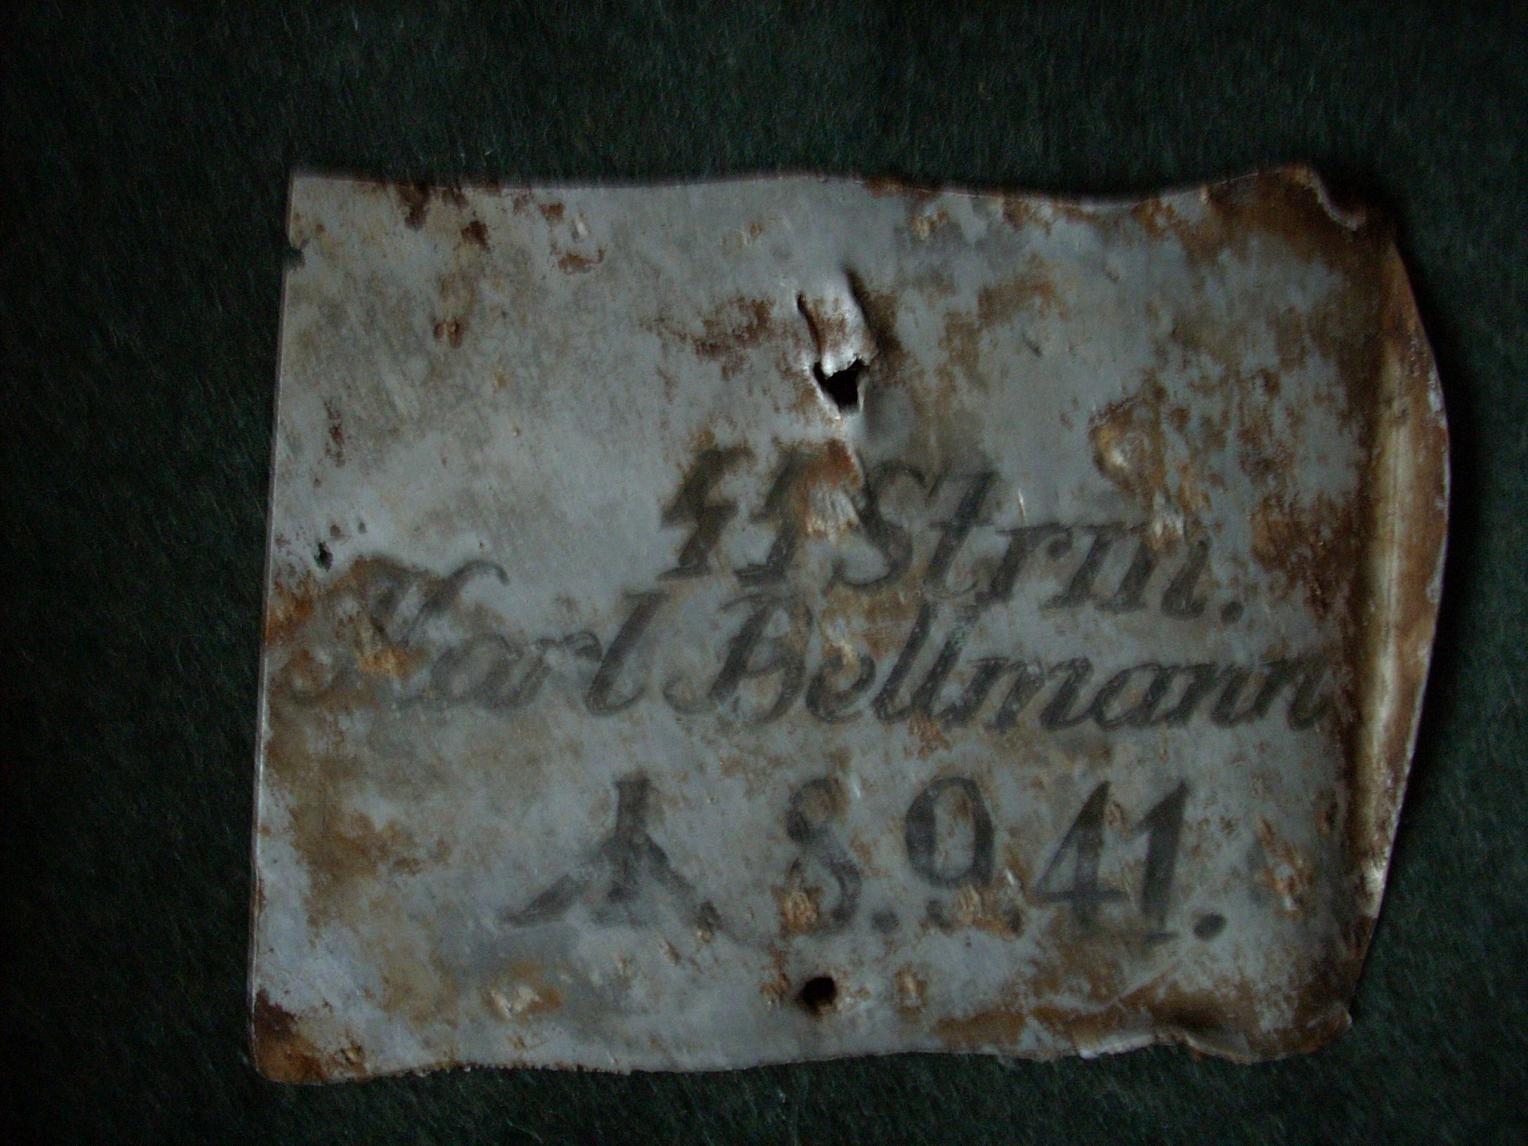 ᛋᛋ Strm.
Karl Bellmann
ᛣ 8.9.41.